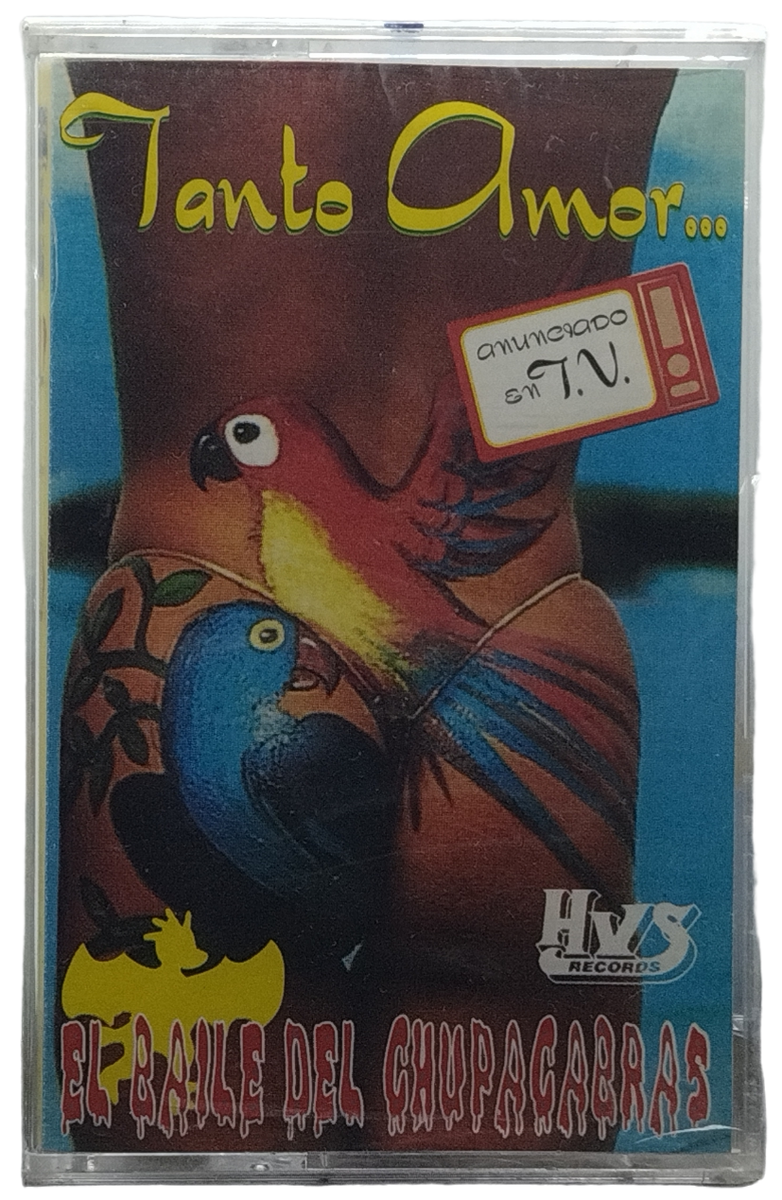 Tanto Amor...
ANUNCIADO
EN T.V.
HVS
RECORDS
EL BAILE DEL CHUPACABRAS